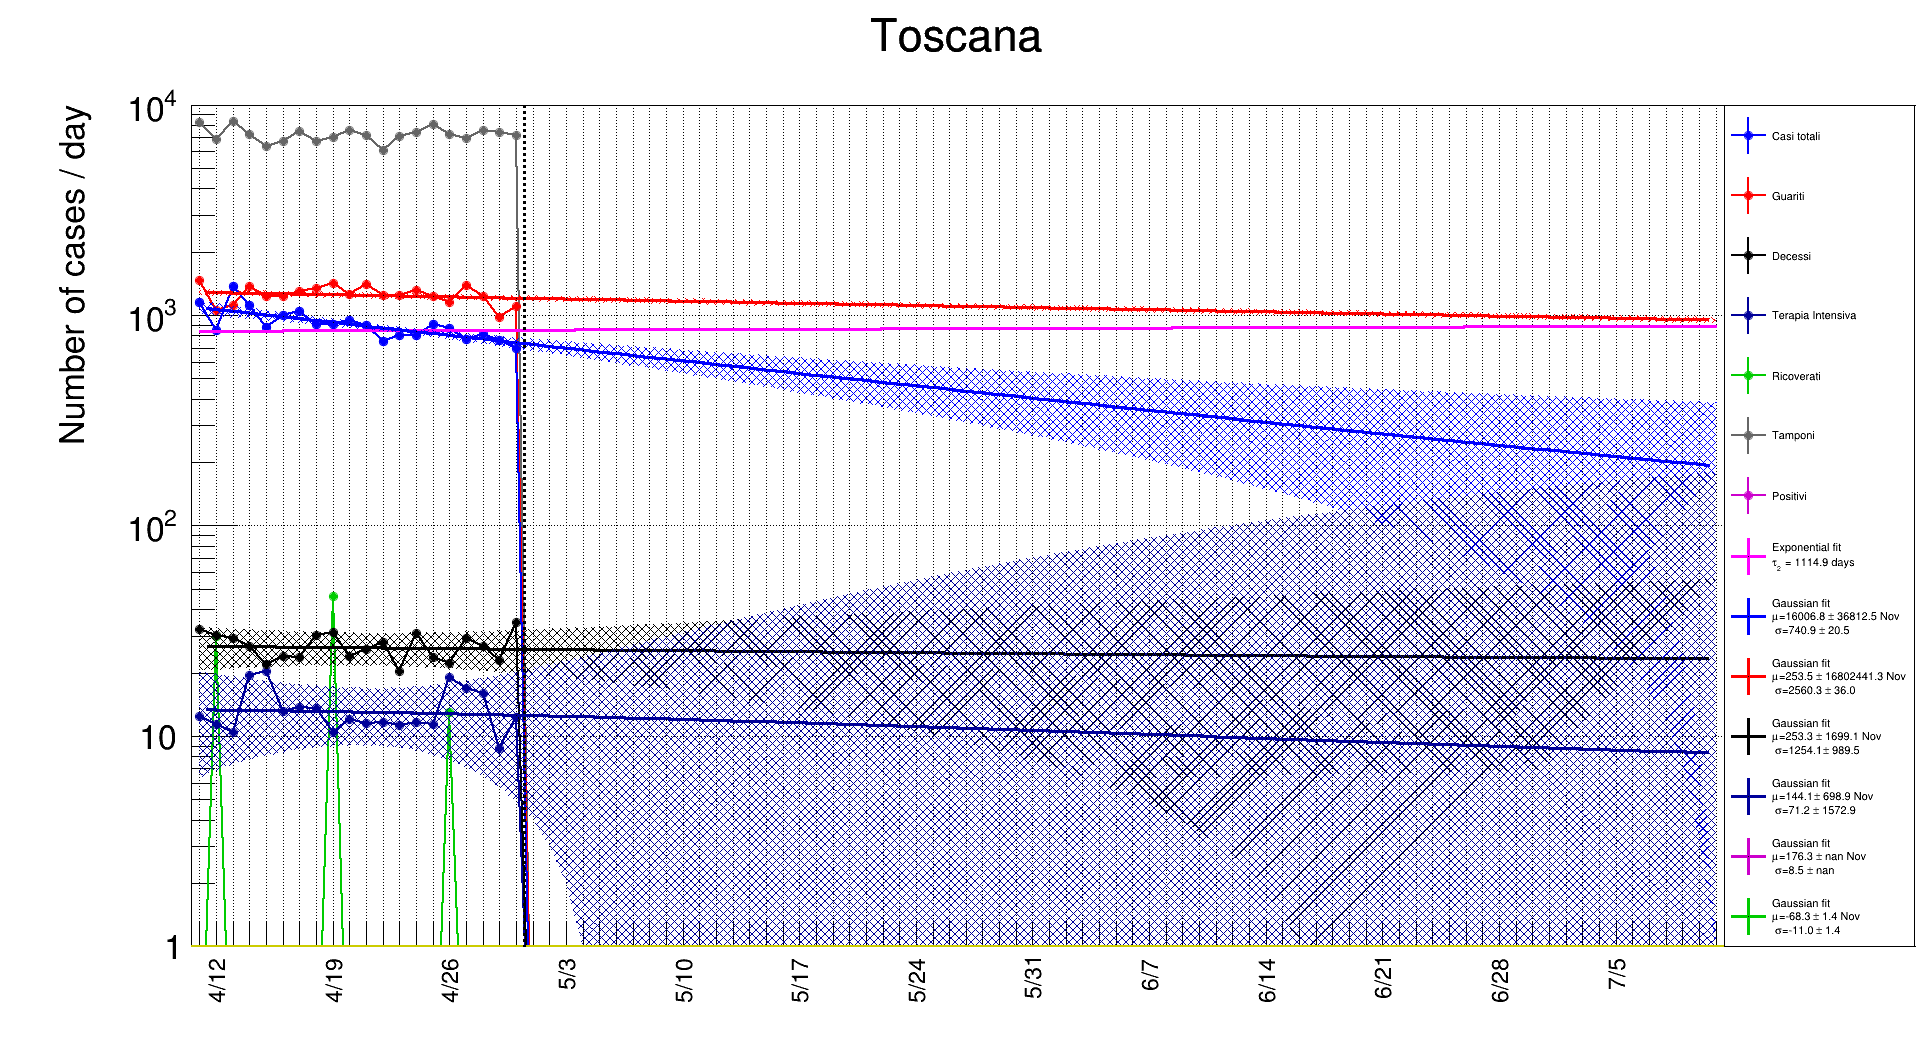 Toscana
Number of cases / day
10^4
10^3
10^2
10
1
4/12
4/19
4/26
5/3
5/10
5/17
5/24
5/31
6/7
6/14
6/21
6/28
7/5
Casi totali
Guariti
Decessi
Terapia Intensiva
Ricoverati
Tamponi
Positivi
Exponential fit
τ₂ = 1114.9 days
Gaussian fit
μ=16006.8 ± 36812.5 Nov
σ=740.9 ± 20.5
Gaussian fit
μ=253.5 ± 16802441.3 Nov
σ=2560.3 ± 36.0
Gaussian fit
μ=253.3 ± 1699.1 Nov
σ=1254.1 ± 989.5
Gaussian fit
μ=144.1 ± 698.9 Nov
σ=71.2 ± 1572.9
Gaussian fit
μ=176.3 ± nan Nov
σ=8.5 ± nan
Gaussian fit
μ=-68.3 ± 1.4 Nov
σ=-11.0 ± 1.4